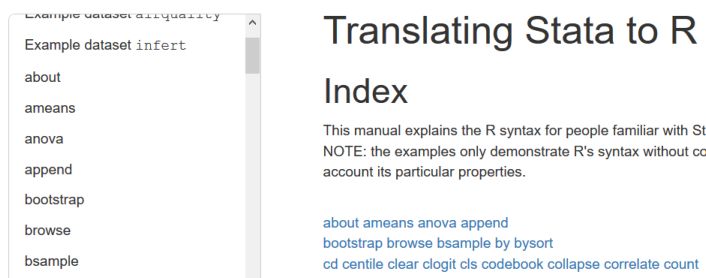 Example dataset airquality
Example dataset infert
about
ameans
anova
append
bootstrap
browse
bsample
Translating Stata to R
Index
This manual explains the R syntax for people familiar with St
NOTE: the examples only demonstrate R's syntax without co
account its particular properties.
about ameans anova append
bootstrap browse bsample by bysort
cd centile clear clogit cls codebook collapse correlate count